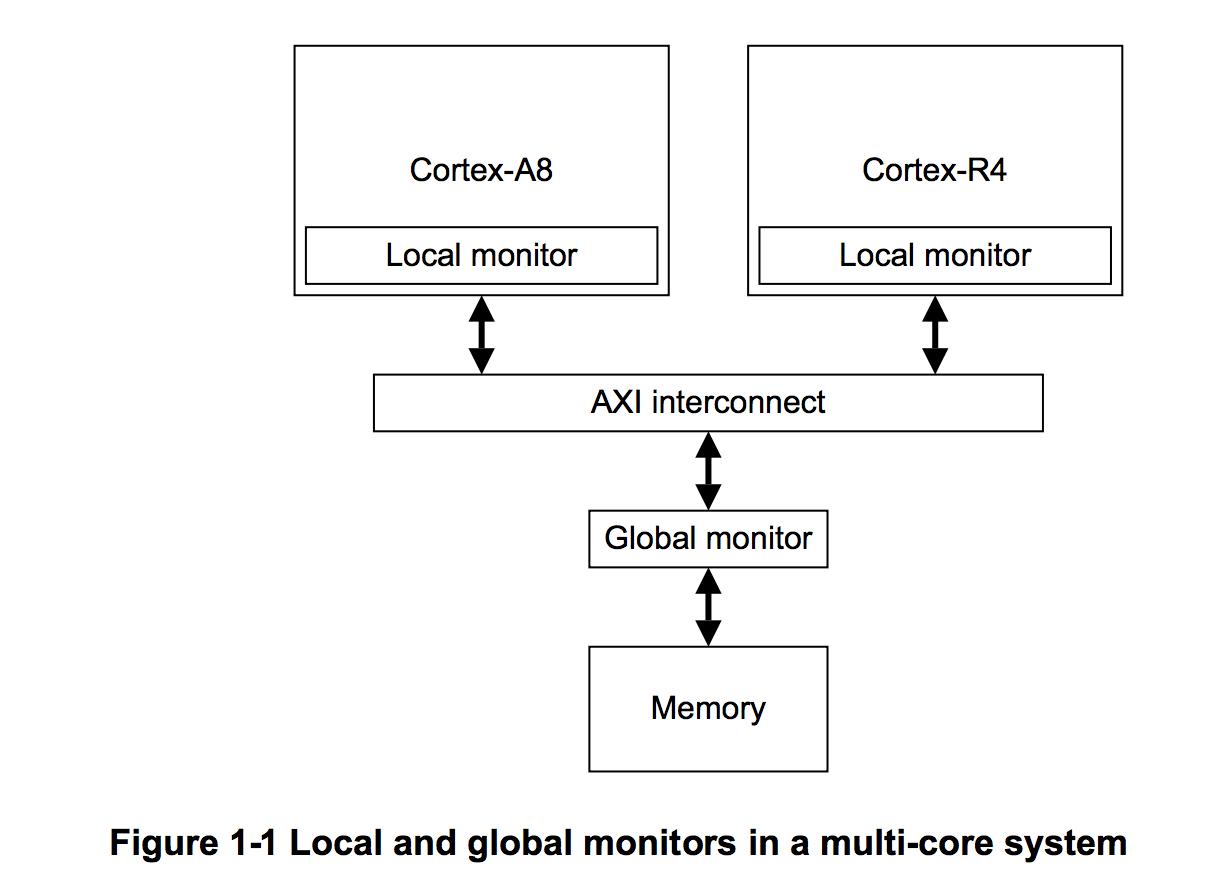 Cortex-A8
Cortex-R4
Local monitor
Local monitor
AXI interconnect
Global monitor
Memory
Figure 1-1 Local and global monitors in a multi-core system